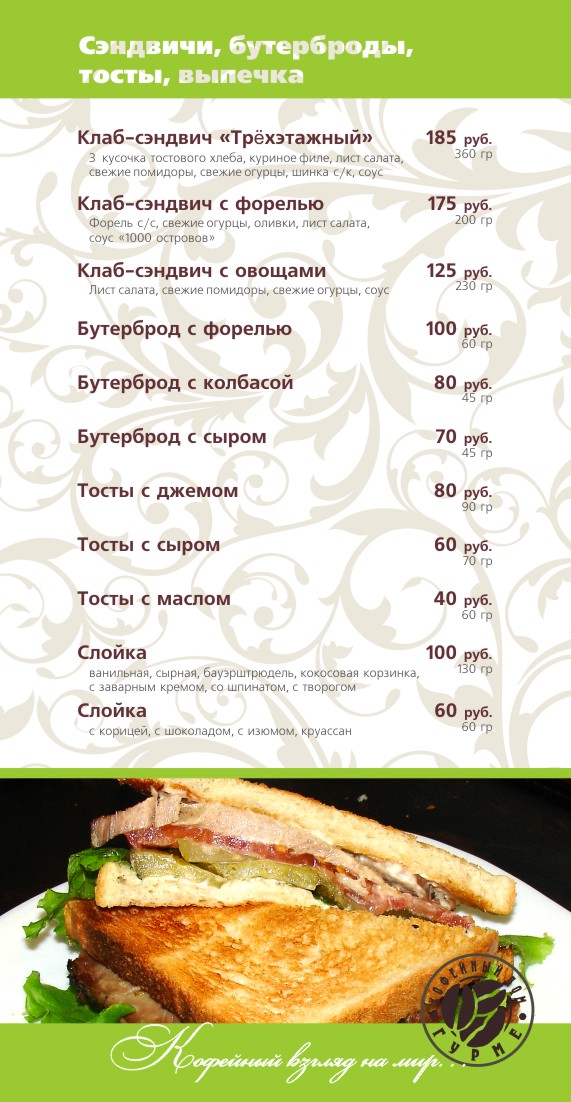 Сэндвичи, бутерброды,
тосты, выпечка
Клаб-сэндвич «Трёхэтажный» 185 руб.
360 гр
3 кусочка тостового хлеба, куриное филе, лист салата,
свежие помидоры, свежие огурцы, шинка с/к, соус
Клаб-сэндвич с форелью 175 руб.
200 гр
Форель с/с, свежие огурцы, оливки, лист салата,
соус «1000 островов»
Клаб-сэндвич с овощами 125 руб.
230 гр
Лист салата, свежие помидоры, свежие огурцы, соус
Бутерброд с форелью 100 руб.
60 гр
Бутерброд с колбасой 80 руб.
45 гр
Бутерброд с сыром 70 руб.
45 гр
Тосты с джемом 80 руб.
90 гр
Тосты с сыром 60 руб.
70 гр
Тосты с маслом 40 руб.
60 гр
Слойка 100 руб.
130 гр
ванильная, сырная, бауэрштрюдель, кокосовая корзинка,
с заварным кремом, со шпинатом, с творогом
Слойка 60 руб.
60 гр
с корицей, с шоколадом, с изюмом, круассан
КОФЕЙНЫЙ ДОМ
ГУРМЕ
Кофейный взгляд на мир...